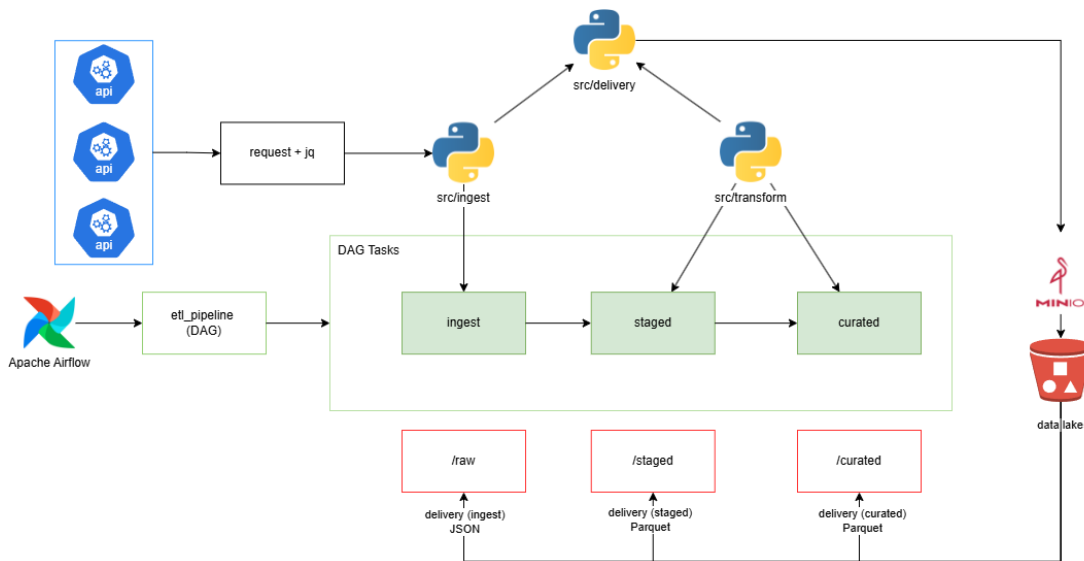 api
api
api
request + jq
src/delivery
src/ingest
src/transform
DAG Tasks
Apache Airflow
etl_pipeline
(DAG)
ingest
staged
curated
MINIO
data lake
/raw
/staged
/curated
delivery (ingest)
JSON
delivery (staged)
Parquet
delivery (curated)
Parquet